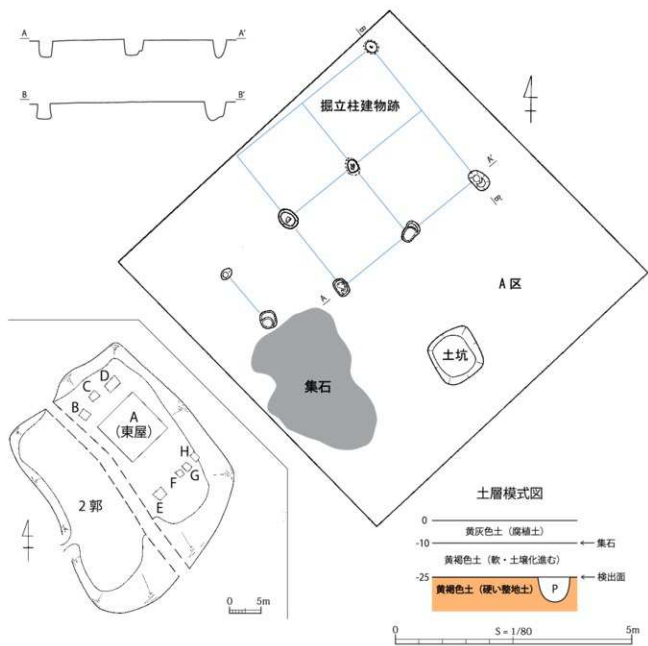 A
A'
B
B'
B
掘立柱建物跡
A'
B'
A
A 区
土坑
集石
D
C
B
A
(東屋)
H
G
F
E
2 郭
0 5m
土層模式図
0
黄灰色土（腐植土）
-10
←集石
黄褐色土（軟・土壌化進む）
-25
←検出面
黄褐色土（硬い整地土）
P
0 S = 1/80 5m